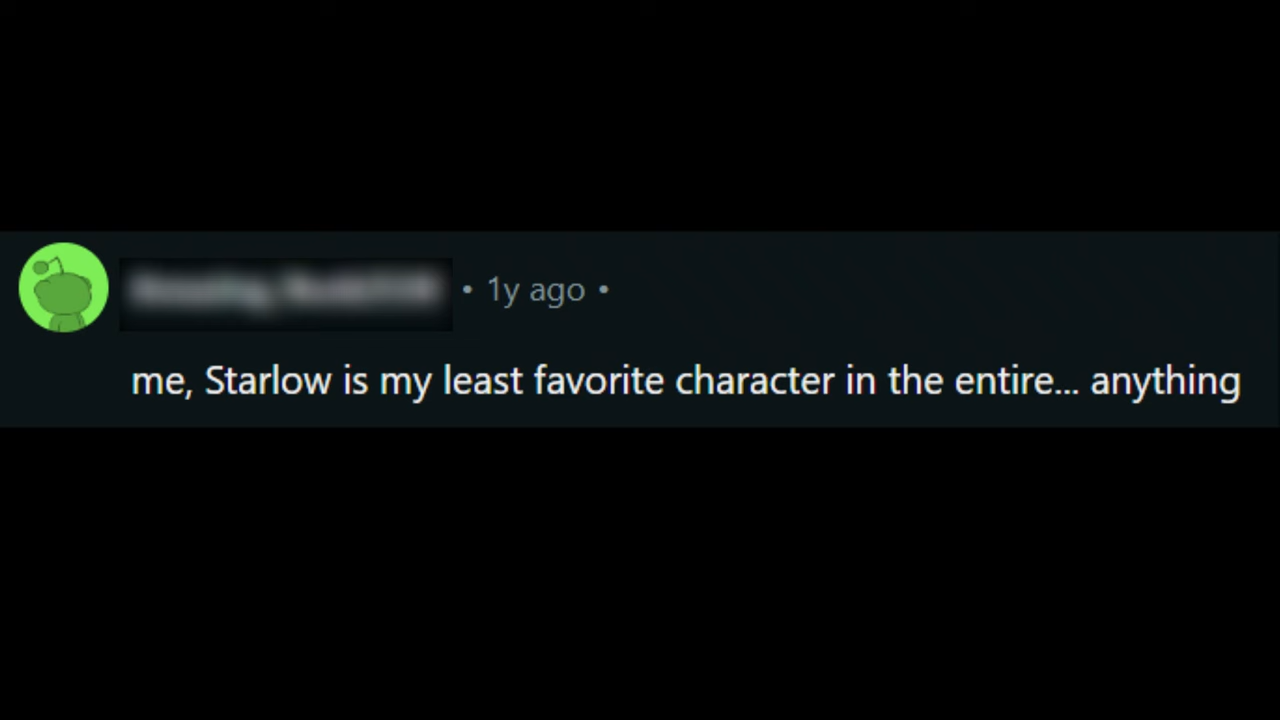 • 1y ago •
me, Starlow is my least favorite character in the entire... anything